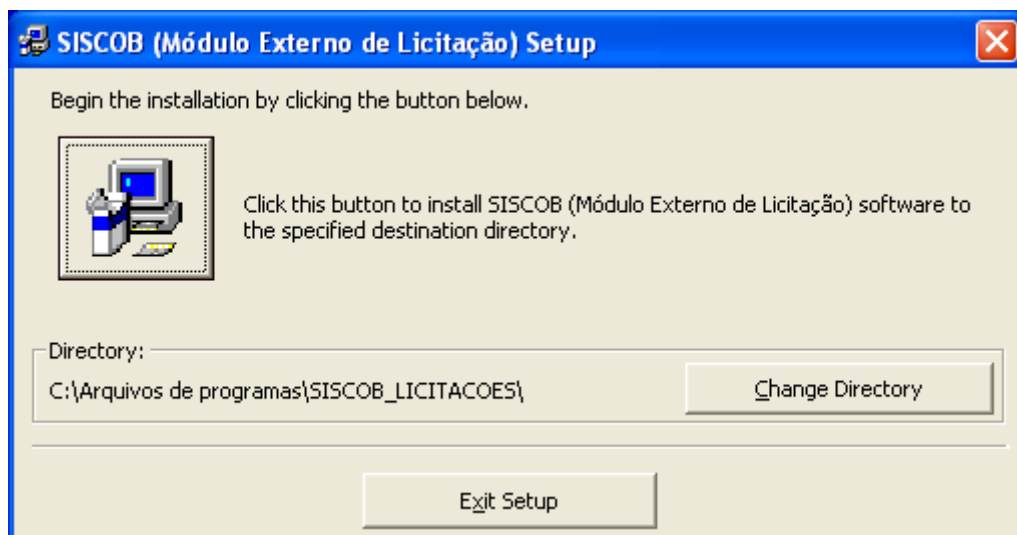 SISCOB (Módulo Externo de Licitação) Setup
Begin the installation by clicking the button below.
Click this button to install SISCOB (Módulo Externo de Licitação) software to
the specified destination directory.
Directory:
C:\Arquivos de programas\SISCOB_LICITACOES\
Change Directory
Exit Setup